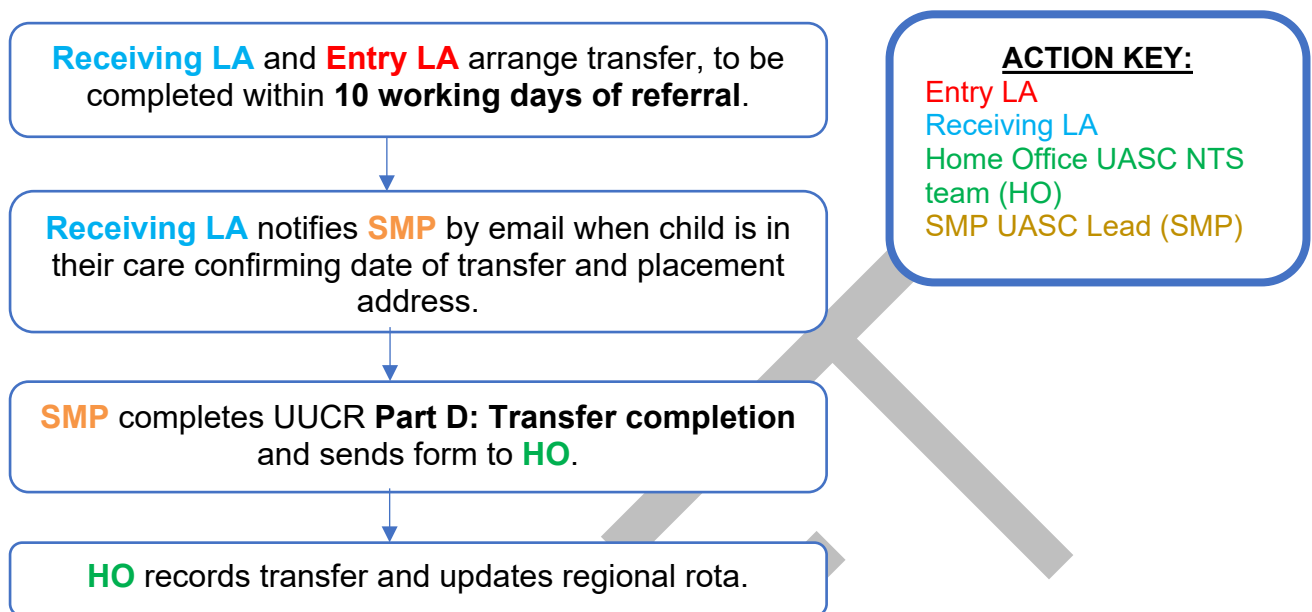 Receiving LA and Entry LA arrange transfer, to be
completed within 10 working days of referral.
Receiving LA notifies SMP by email when child is in
their care confirming date of transfer and placement
address.
SMP completes UUCR Part D: Transfer completion
and sends form to HO.
HO records transfer and updates regional rota.
ACTION KEY:
Entry LA
Receiving LA
Home Office UASC NTS
team (HO)
SMP UASC Lead (SMP)